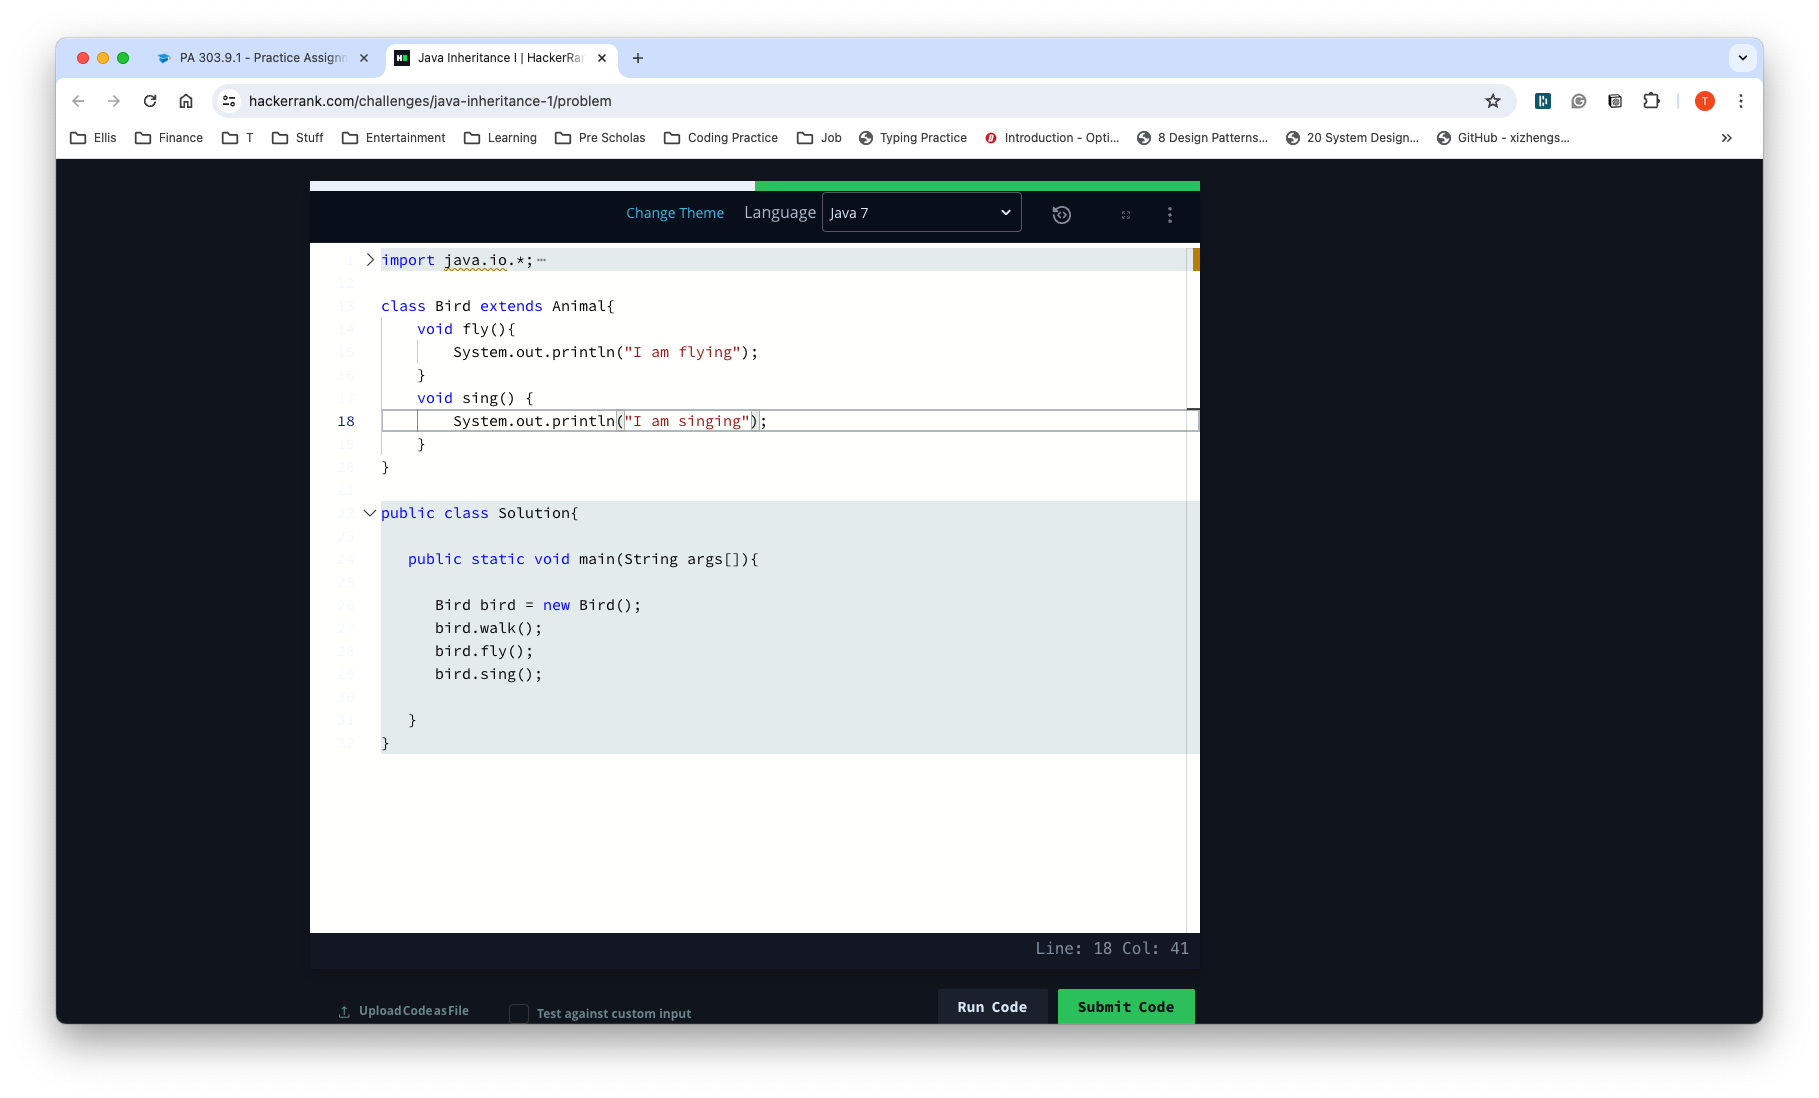 PA 303.9.1 - Practice Assignm
Java Inheritance I | HackerRan
hackerrank.com/challenges/java-inheritance-1/problem
T
Ellis Finance T Stuff Entertainment Learning Pre Scholas Coding Practice Job Typing Practice Introduction - Opti... 8 Design Patterns... 20 System Design... GitHub - xizhengs...
Change Theme Language Java 7
1 import java.io.*;
12
13 class Bird extends Animal{
14 void fly(){
15 System.out.println("I am flying");
16 }
17 void sing() {
18 System.out.println("I am singing");
19 }
20 }
21
22 public class Solution{
23
24 public static void main(String args[]){
25
26 Bird bird = new Bird();
27 bird.walk();
28 bird.fly();
29 bird.sing();
30
31 }
32 }
Line: 18 Col: 41
Upload Code as File Test against custom input Run Code Submit Code